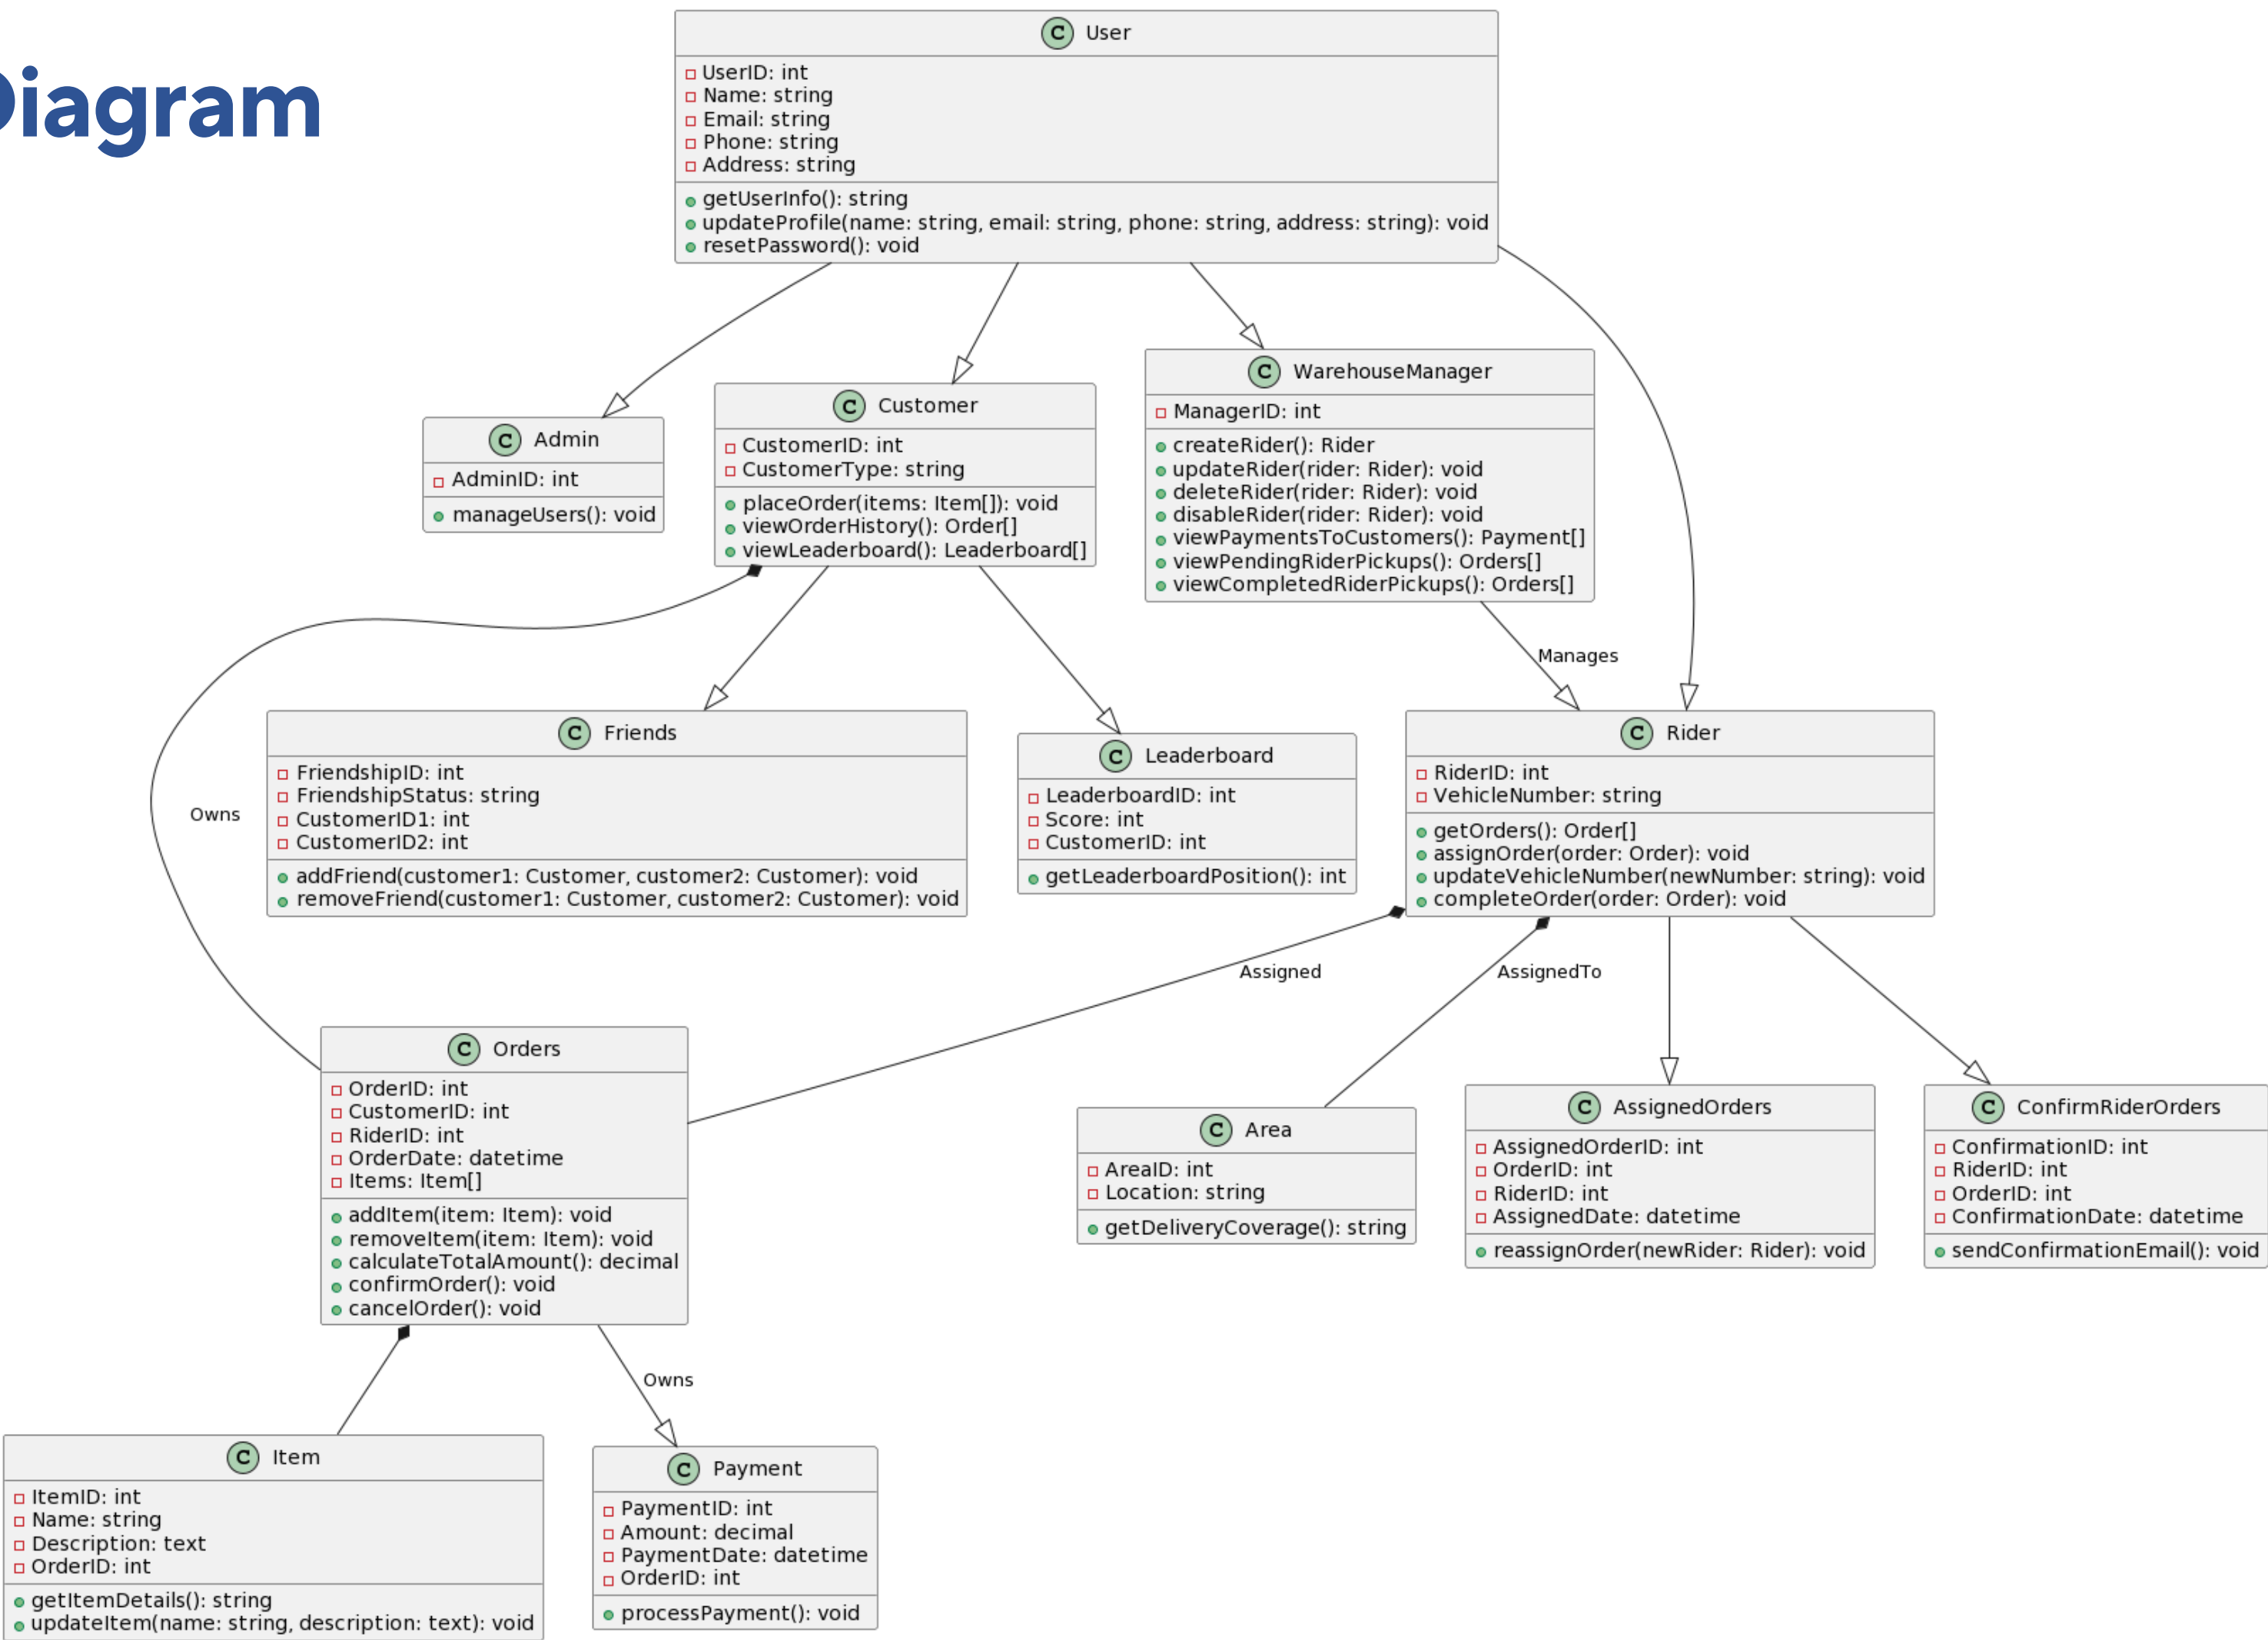 Diagram
C User
UserID: int
Name: string
Email: string
Phone: string
Address: string
getUserInfo(): string
updateProfile(name: string, email: string, phone: string, address: string): void
resetPassword(): void
C Admin
AdminID: int
manageUsers(): void
C Customer
CustomerID: int
CustomerType: string
placeOrder(items: Item[]): void
viewOrderHistory(): Order[]
viewLeaderboard(): Leaderboard[]
C WarehouseManager
ManagerID: int
createRider(): Rider
updateRider(rider: Rider): void
deleteRider(rider: Rider): void
disableRider(rider: Rider): void
viewPaymentsToCustomers(): Payment[]
viewPendingRiderPickups(): Orders[]
viewCompletedRiderPickups(): Orders[]
Manages
Owns
C Friends
FriendshipID: int
FriendshipStatus: string
CustomerID1: int
CustomerID2: int
addFriend(customer1: Customer, customer2: Customer): void
removeFriend(customer1: Customer, customer2: Customer): void
C Leaderboard
LeaderboardID: int
Score: int
CustomerID: int
getLeaderboardPosition(): int
C Rider
RiderID: int
VehicleNumber: string
getOrders(): Order[]
assignOrder(order: Order): void
updateVehicleNumber(newNumber: string): void
completeOrder(order: Order): void
Assigned
AssignedTo
C Orders
OrderID: int
CustomerID: int
RiderID: int
OrderDate: datetime
Items: Item[]
addItem(item: Item): void
removeItem(item: Item): void
calculateTotalAmount(): decimal
confirmOrder(): void
cancelOrder(): void
C Area
AreaID: int
Location: string
getDeliveryCoverage(): string
C AssignedOrders
AssignedOrderID: int
OrderID: int
RiderID: int
AssignedDate: datetime
reassignOrder(newRider: Rider): void
C ConfirmRiderOrders
ConfirmationID: int
RiderID: int
OrderID: int
ConfirmationDate: datetime
sendConfirmationEmail(): void
Owns
C Item
ItemID: int
Name: string
Description: text
OrderID: int
getItemDetails(): string
updateItem(name: string, description: text): void
C Payment
PaymentID: int
Amount: decimal
PaymentDate: datetime
OrderID: int
processPayment(): void